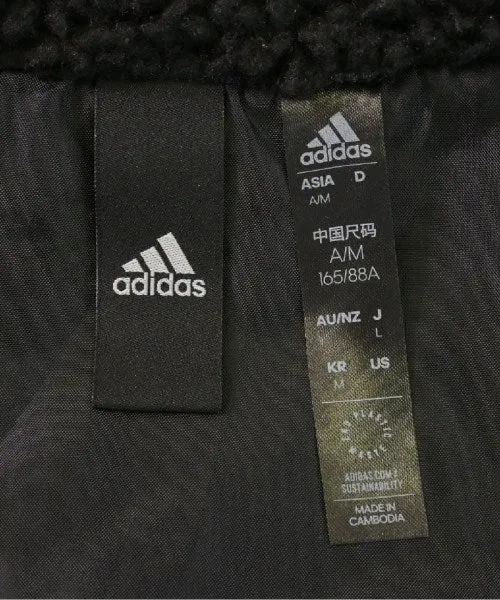 adidas
adidas
ASIA D
A/M
中国尺码
A/M
165/88A
AU/NZ J
L
KR US
M
END PLASTIC WASTE
ADIDAS.COM/
SUSTAINABILITY
MADE IN
CAMBODIA